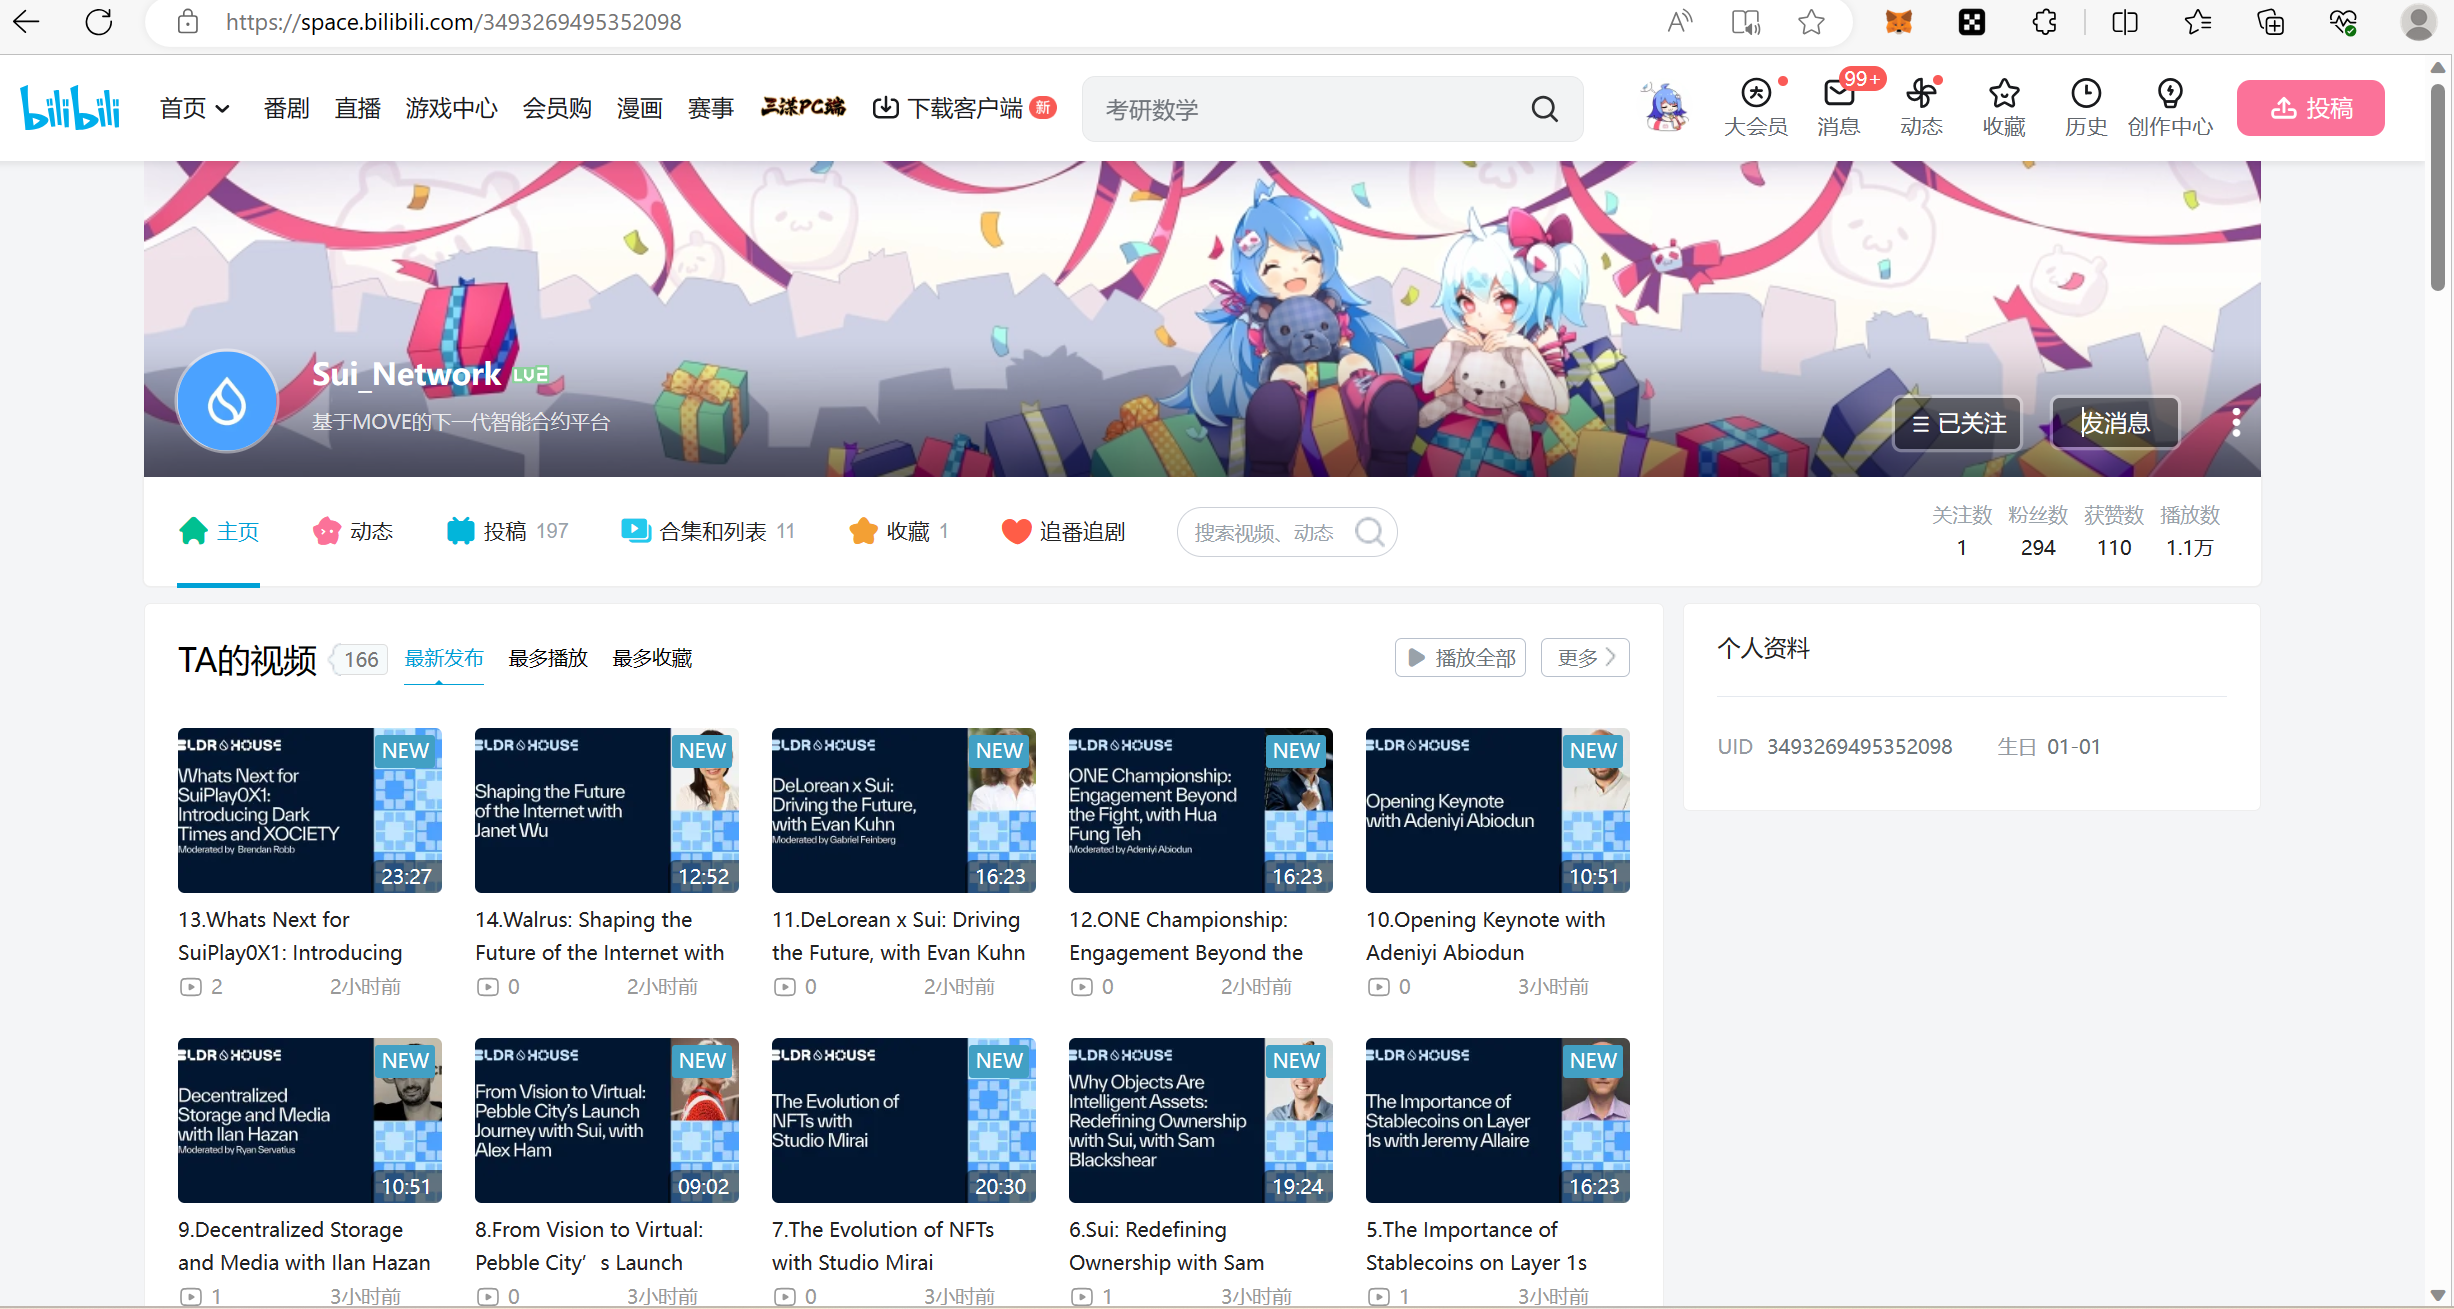 https://space.bilibili.com/3493269495352098
bilibili
首页
番剧
直播
游戏中心
会员购
漫画
赛事
三漾PC端
下载客户端
新
考研数学
大会员
99+
消息
动态
收藏
历史
创作中心
投稿
Sui_Network LV2
基于MOVE的下一代智能合约平台
已关注
发消息
主页
动态
投稿 197
合集和列表 11
收藏 1
追番追剧
搜索视频、动态
关注数 粉丝数 获赞数 播放数
1 294 110 1.1万
TA的视频 166 最新发布 最多播放 最多收藏
播放全部
更多
个人资料
UID 3493269495352098 生日 01-01
BLDR HOUSE
NEW
Whats Next for
SuiPlay0X1:
Introducing Dark
Times and XOCIETY
Moderated by Brendan Robb
23:27
13.Whats Next for
SuiPlay0X1: Introducing
2 2小时前
BLDR HOUSE
NEW
Shaping the Future
of the Internet with
Janet Wu
12:52
14.Walrus: Shaping the
Future of the Internet with
0 2小时前
BLDR HOUSE
NEW
DeLorean x Sui:
Driving the Future,
with Evan Kuhn
Moderated by Gabriel Feinberg
16:23
11.DeLorean x Sui: Driving
the Future, with Evan Kuhn
0 2小时前
BLDR HOUSE
NEW
ONE Championship:
Engagement Beyond
the Fight, with Hua
Fung Teh
Moderated by Adeniyi Abiodun
16:23
12.ONE Championship:
Engagement Beyond the
0 2小时前
BLDR HOUSE
NEW
Opening Keynote
with Adeniyi Abiodun
10:51
10.Opening Keynote with
Adeniyi Abiodun
0 3小时前
BLDR HOUSE
NEW
Decentralized
Storage and Media
with Ilan Hazan
Moderated by Ryan Servatius
10:51
9.Decentralized Storage
and Media with Ilan Hazan
1 3小时前
BLDR HOUSE
NEW
From Vision to Virtual:
Pebble City's Launch
Journey with Sui, with
Alex Ham
09:02
8.From Vision to Virtual:
Pebble City’s Launch
0 3小时前
BLDR HOUSE
NEW
The Evolution of
NFTs with
Studio Mirai
20:30
7.The Evolution of NFTs
with Studio Mirai
0 3小时前
BLDR HOUSE
NEW
Why Objects Are
Intelligent Assets:
Redefining Ownership
with Sui, with Sam
Blackshear
19:24
6.Sui: Redefining
Ownership with Sam
1 3小时前
BLDR HOUSE
NEW
The Importance of
Stablecoins on Layer
1s with Jeremy Allaire
16:23
5.The Importance of
Stablecoins on Layer 1s
1 3小时前